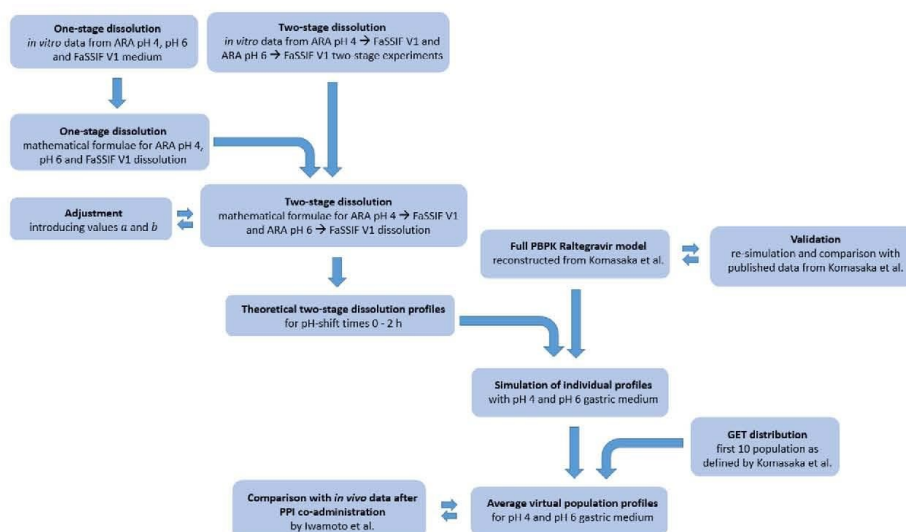 One-stage dissolution
in vitro data from ARA pH 4, pH 6
and FaSSIF V1 medium
Two-stage dissolution
in vitro data from ARA pH 4 → FaSSIF V1 and
ARA pH 6 → FaSSIF V1 two-stage experiments
One-stage dissolution
mathematical formulae for ARA pH 4,
pH 6 and FaSSIF V1 dissolution
Adjustment
introducing values a and b
Two-stage dissolution
mathematical formulae for ARA pH 4 → FaSSIF V1
and ARA pH 6 → FaSSIF V1 dissolution
Full PBPK Raltegravir model
reconstructed from Komasaka et al.
Validation
re-simulation and comparison with
published data from Komasaka et al.
Theoretical two-stage dissolution profiles
for pH-shift times 0 - 2 h
Simulation of individual profiles
with pH 4 and pH 6 gastric medium
GET distribution
first 10 population as
defined by Komasaka et al.
Comparison with in vivo data after
PPI co-administration
by Iwamoto et al.
Average virtual population profiles
for pH 4 and pH 6 gastric medium